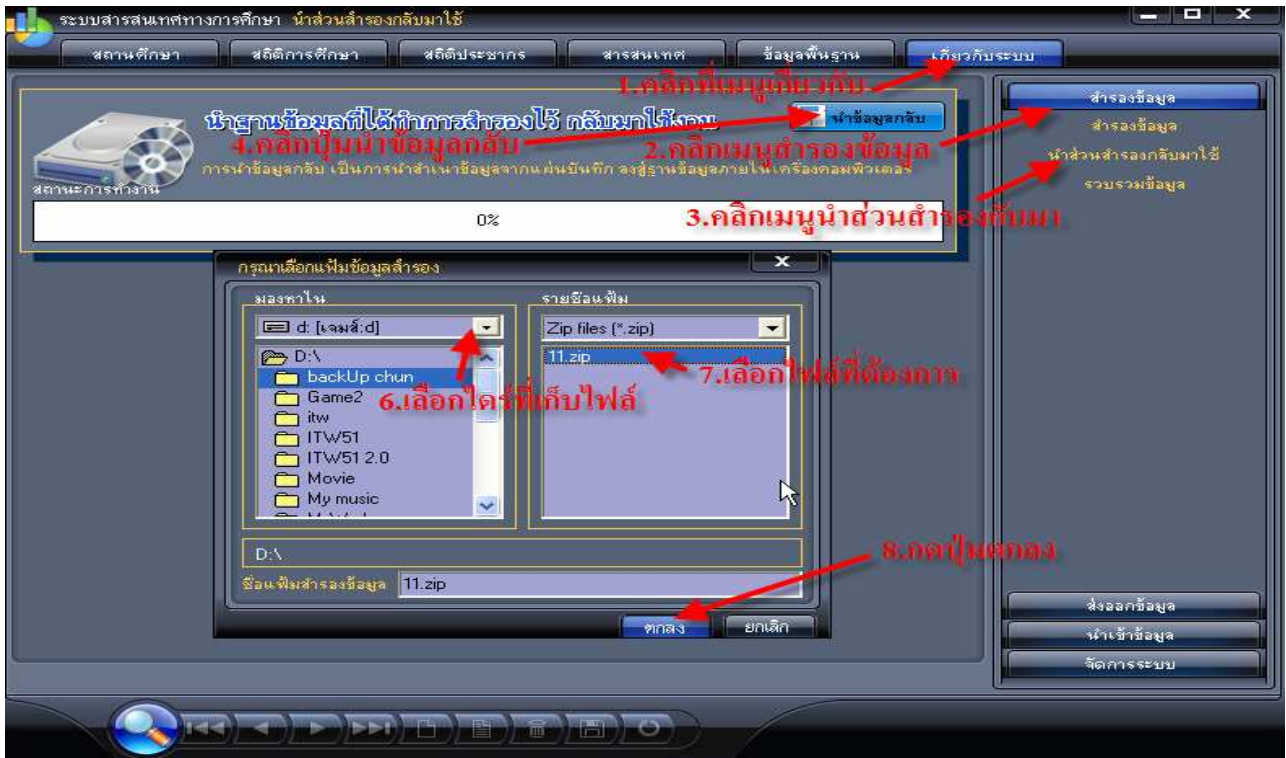 ระบบสารสนเทศทางการศึกษา นำส่วนสำรองกลับมาใช้
สถานศึกษา สถิติการศึกษา สถิติประชากร สารสนเทศ ข้อมูลพื้นฐาน เกี่ยวกับระบบ
1.คลิกที่เมนูเกี่ยวกับ
นำฐานข้อมูลที่ได้ทำการสำรองไว้ กลับมาใช้งาน
นำข้อมูลกลับ
4.คลิกปุ่มนำข้อมูลกลับ
2.คลิกเมนูสำรองข้อมูล
การนำข้อมูลกลับ เป็นการนำสำเนาข้อมูลจากแผ่นบันทึก ลงสู่ฐานข้อมูลภายในเครื่องคอมพิวเตอร์
สถานะการทำงาน
0%
3.คลิกเมนูนำส่วนสำรองกับมา
สำรองข้อมูล
สำรองข้อมูล
นำส่วนสำรองกลับมาใช้
รวบรวมข้อมูล
กรุณาเลือกแฟ้มข้อมูลสำรอง
มองหาใน
รายชื่อแฟ้ม
d: [เจมส์:d]
Zip files (*.zip)
D:\
backUp chun
Game2
itw
ITW51
ITW51 2.0
Movie
My music
11.zip
7.เลือกไฟล์ที่ต้องการ
6.เลือกไดร์ที่เก็บไฟล์
D:\
8.กดปุ่มตกลง
ชื่อแฟ้มสำรองข้อมูล 11.zip
ตกลง ยกเลิก
ส่งออกข้อมูล
นำเข้าข้อมูล
จัดการระบบ